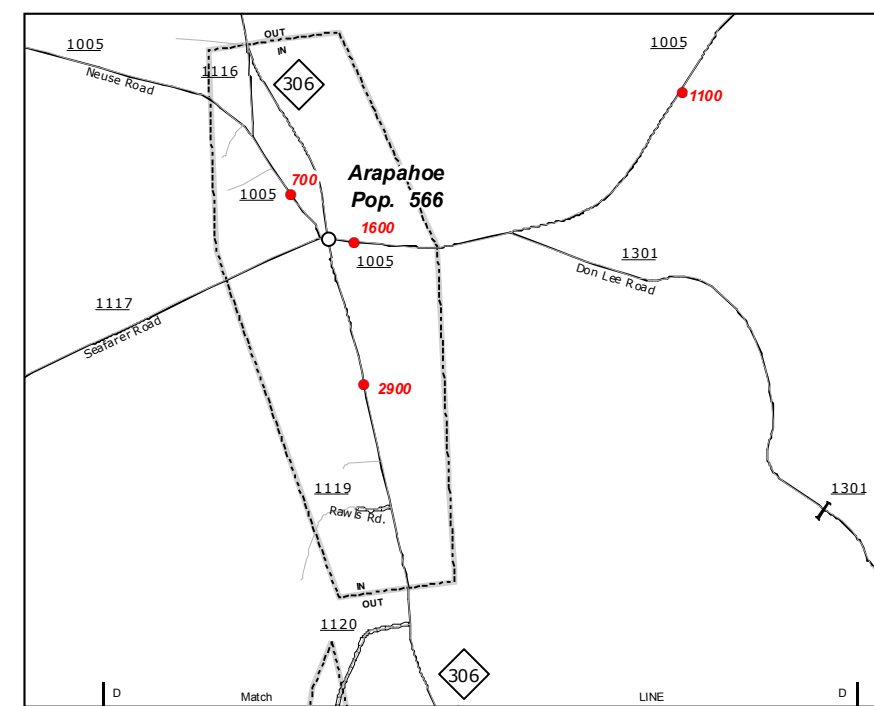 OUT
IN
1005
1005
1116
306
Neuse Road
1100
Arapahoe
Pop. 566
700
1005
1600
1005
1301
Don Lee Road
1117
Seafarer Road
2900
1119
1301
Rawls Rd.
IN
OUT
1120
306
D
Match
LINE
D